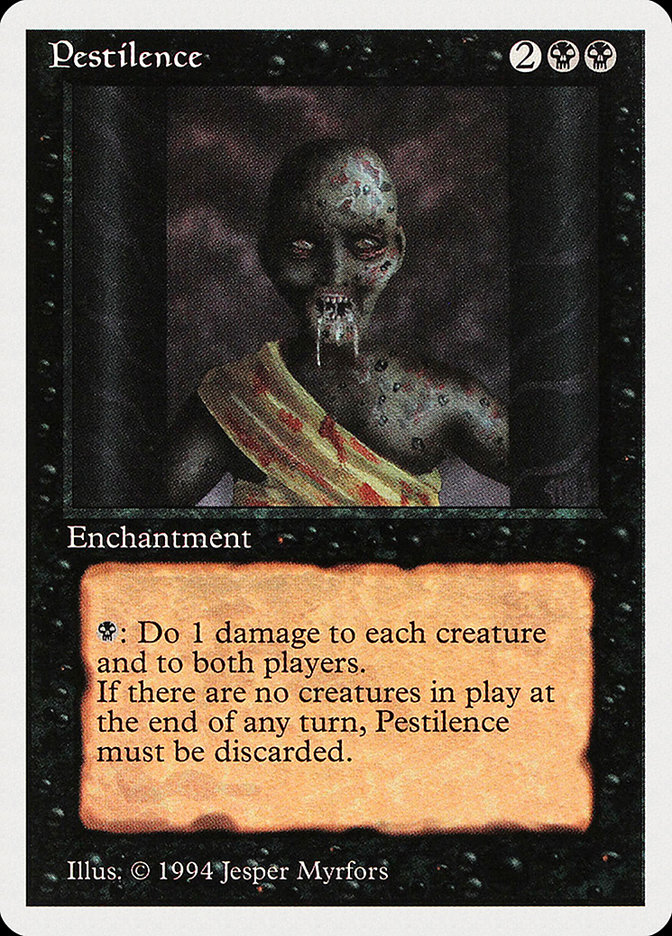 Pestilence 2
Enchantment
: Do 1 damage to each creature
and to both players.
If there are no creatures in play at
the end of any turn, Pestilence
must be discarded.
Illus. © 1994 Jesper Myrfors